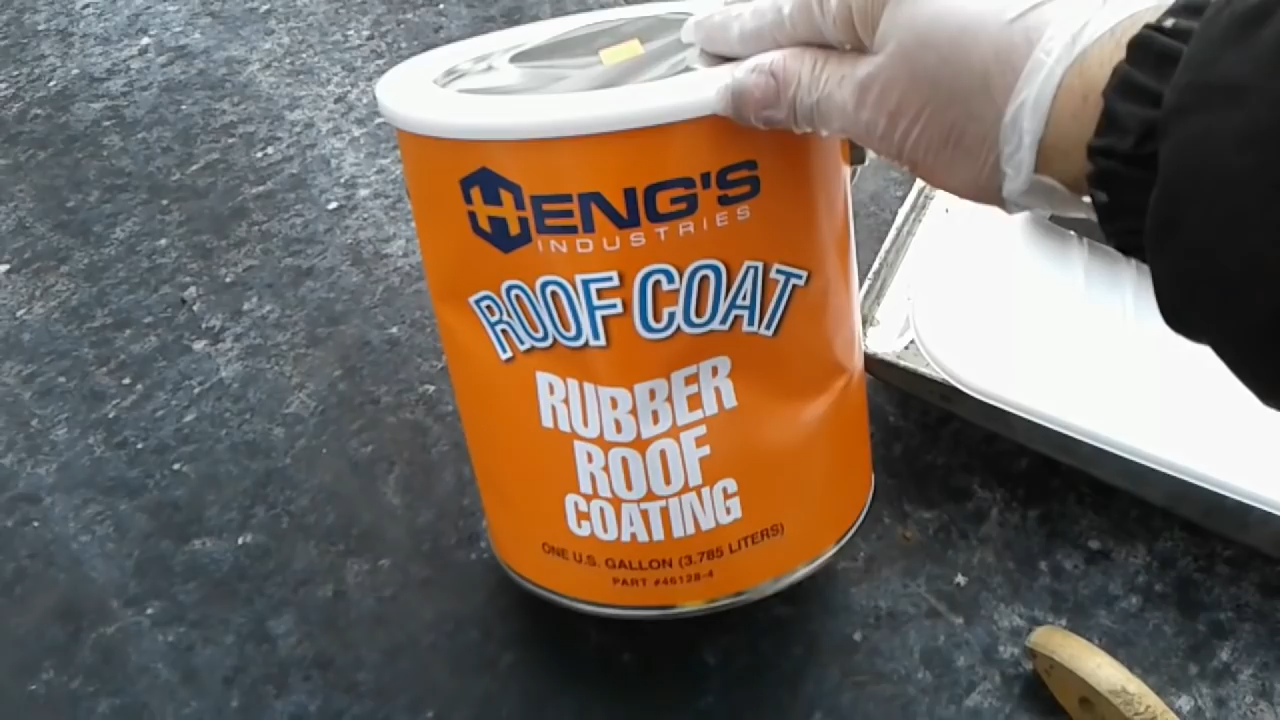 HENG'S
INDUSTRIES
ROOF COAT
RUBBER
ROOF
COATING
ONE U.S. GALLON (3.785 LITERS)
PART #46128-4